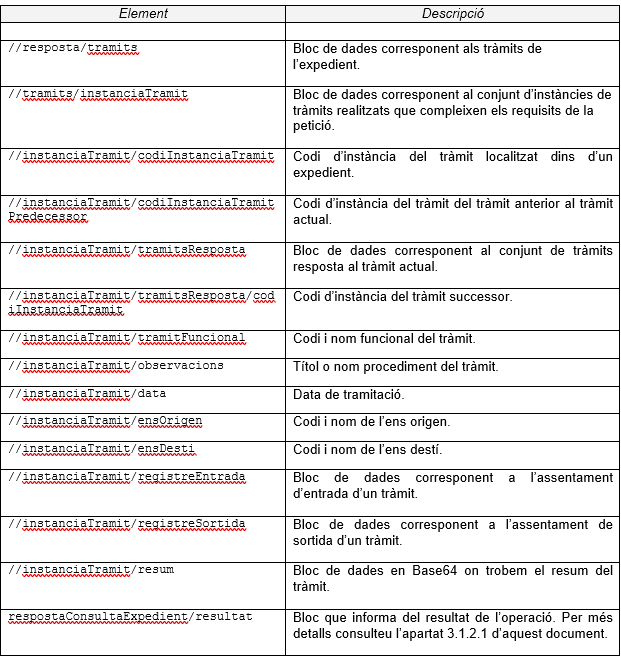 Element Descripció
//resposta/tramits Bloc de dades corresponent als tràmits de
l'expedient.
//tramits/instanciaTramit Bloc de dades corresponent al conjunt d'instàncies de
tràmits realitzats que compleixen els requisits de la
petició.
//instanciaTramit/codiInstanciaTramit Codi d'instància del tràmit localitzat dins d'un
expedient.
//instanciaTramit/codiInstanciaTramit Codi d'instància del tràmit del tràmit anterior al tràmit
Predecessor actual.
//instanciaTramit/tramitsResposta Bloc de dades corresponent al conjunt de tràmits
resposta al tràmit actual.
//instanciaTramit/tramitsResposta/cod Codi d'instància del tràmit successor.
iInstanciaTramit
//instanciaTramit/tramitFuncional Codi i nom funcional del tràmit.
//instanciaTramit/observacions Títol o nom procediment del tràmit.
//instanciaTramit/data Data de tramitació.
//instanciaTramit/ensOrigen Codi i nom de l'ens origen.
//instanciaTramit/ensDesti Codi i nom de l'ens destí.
//instanciaTramit/registreEntrada Bloc de dades corresponent a l'assentament
d'entrada d'un tràmit.
//instanciaTramit/registreSortida Bloc de dades corresponent a l'assentament de
sortida d'un tràmit.
//instanciaTramit/resum Bloc de dades en Base64 on trobem el resum del
tràmit.
respostaConsultaExpedient/resultat Bloc que informa del resultat de l'operació. Per més
detalls consulteu l'apartat 3.1.2.1 d'aquest document.